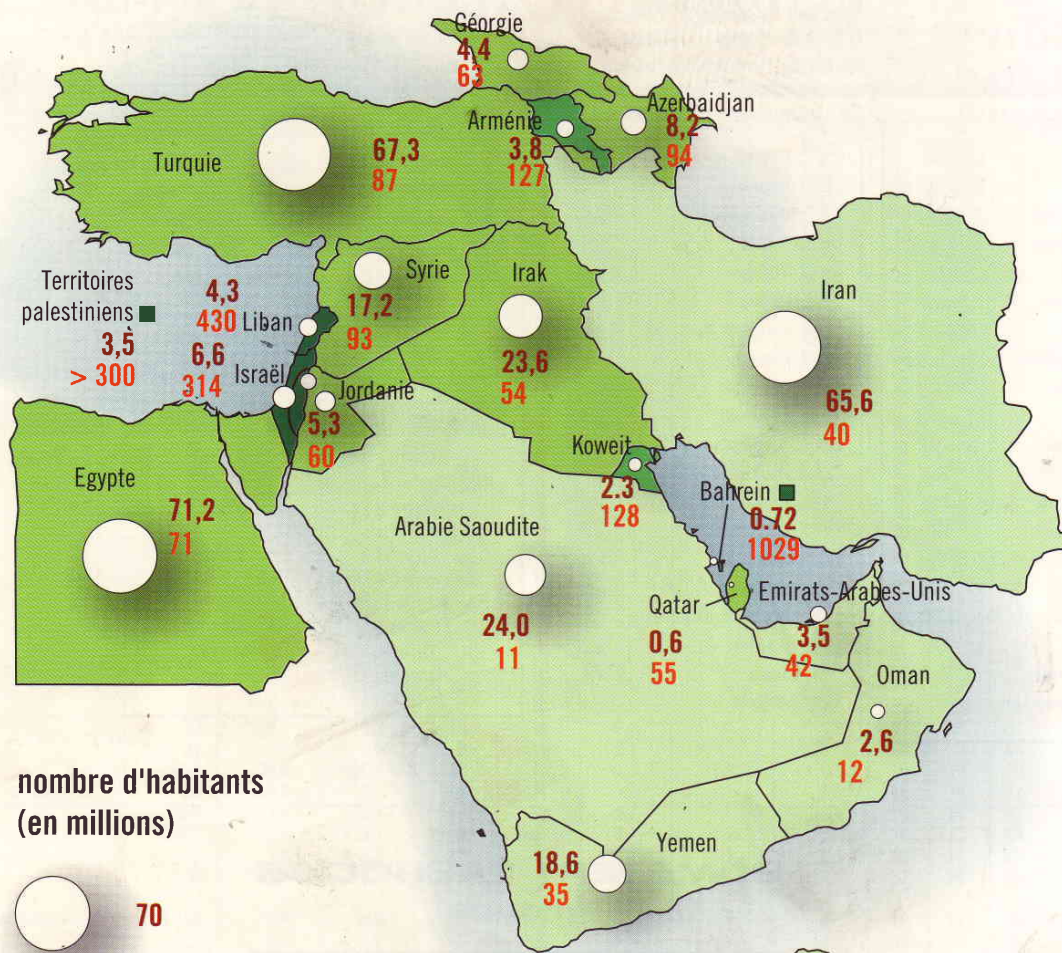 Géorgie
4 4
63
Azerbaidjan
8,2
94
Arménie
3,8
127
Turquie
67,3
87
Territoires
palestiniens
3,5
> 300
4,3
430
Liban
6,6
314
Israël
Syrie
17,2
93
Irak
23,6
54
Iran
65,6
40
Jordanie
5,3
60
Koweit
2.3
128
Bahrein
0.72
1029
Egypte
71,2
71
Arabie Saoudite
24,0
11
Qatar
0,6
55
Emirats-Arabes-Unis
3,5
42
Oman
2,6
12
Yemen
18,6
35
nombre d'habitants
(en millions)
70